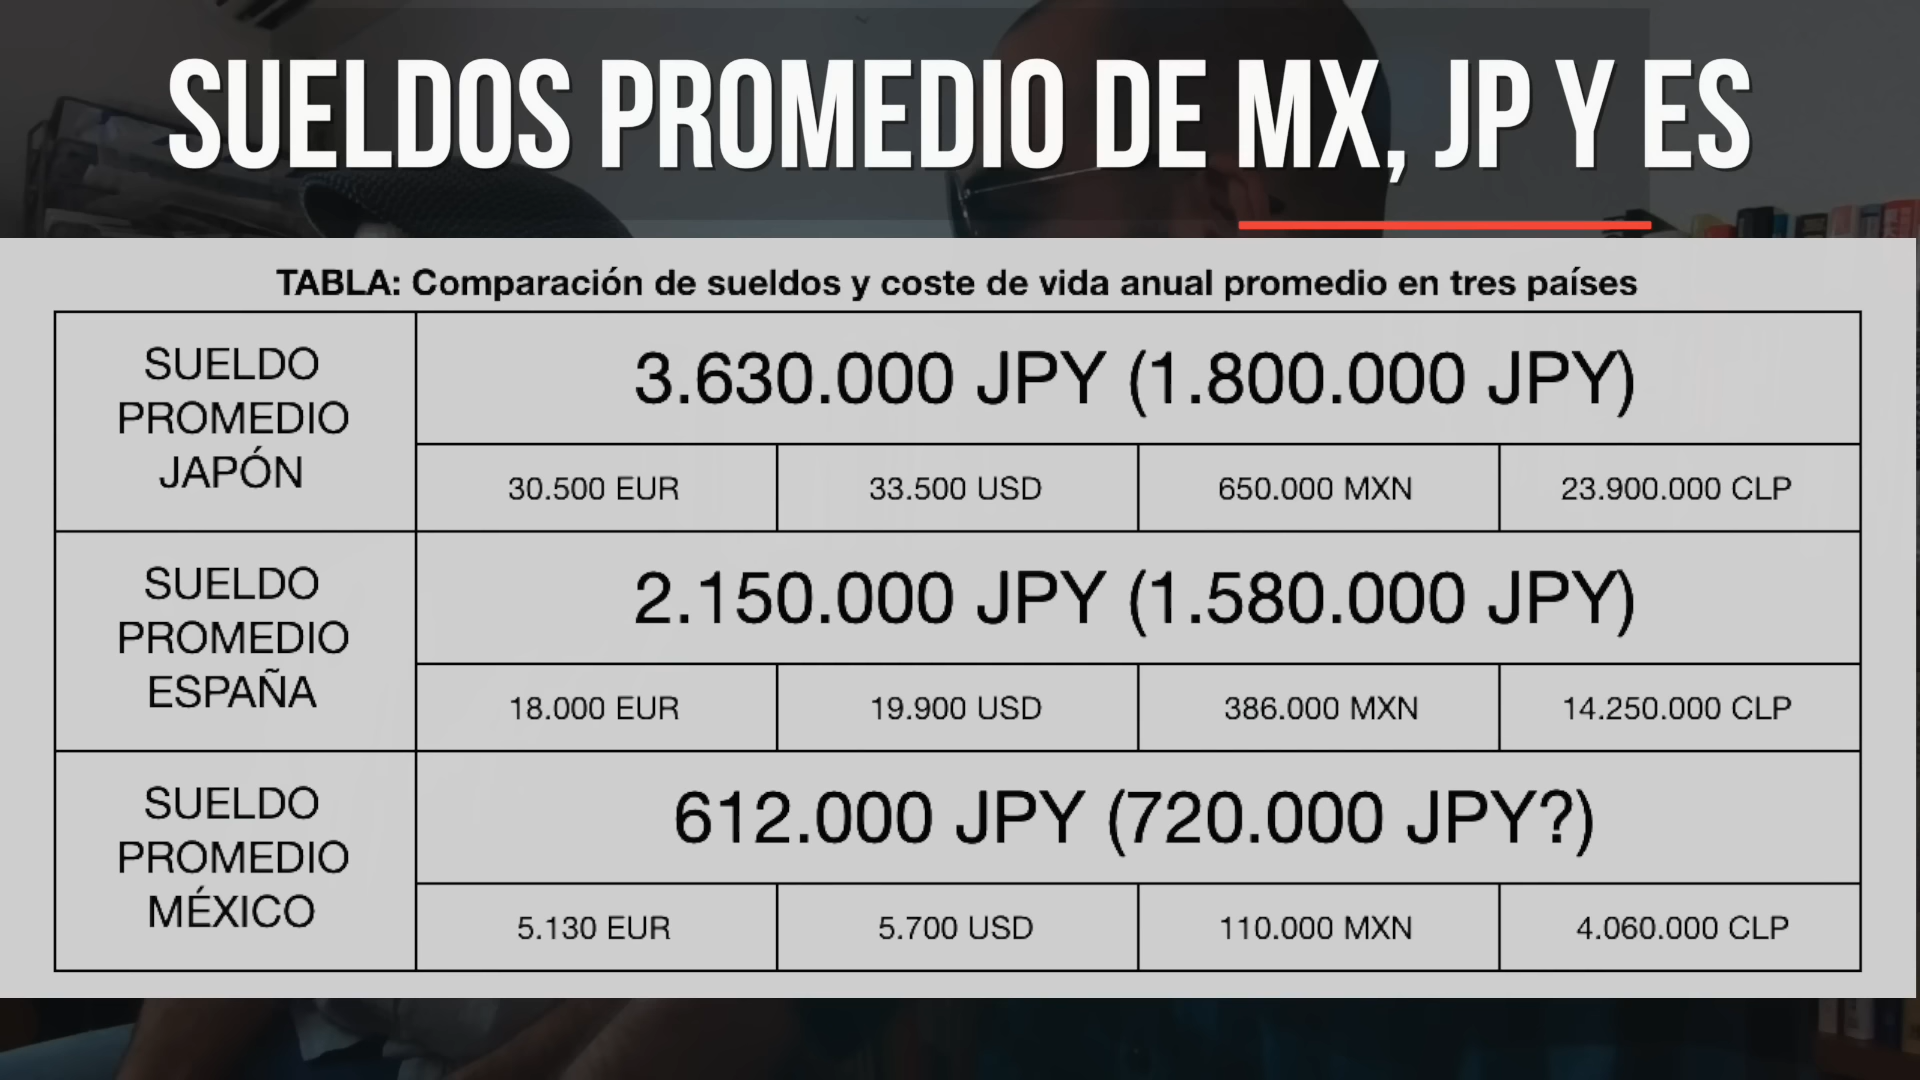 SUELDOS PROMEDIO DE MX, JP Y ES
TABLA: Comparación de sueldos y coste de vida anual promedio en tres países
SUELDO
PROMEDIO
JAPÓN
3.630.000 JPY (1.800.000 JPY)
30.500 EUR
33.500 USD
650.000 MXN
23.900.000 CLP
SUELDO
PROMEDIO
ESPAÑA
2.150.000 JPY (1.580.000 JPY)
18.000 EUR
19.900 USD
386.000 MXN
14.250.000 CLP
SUELDO
PROMEDIO
MÉXICO
612.000 JPY (720.000 JPY?)
5.130 EUR
5.700 USD
110.000 MXN
4.060.000 CLP